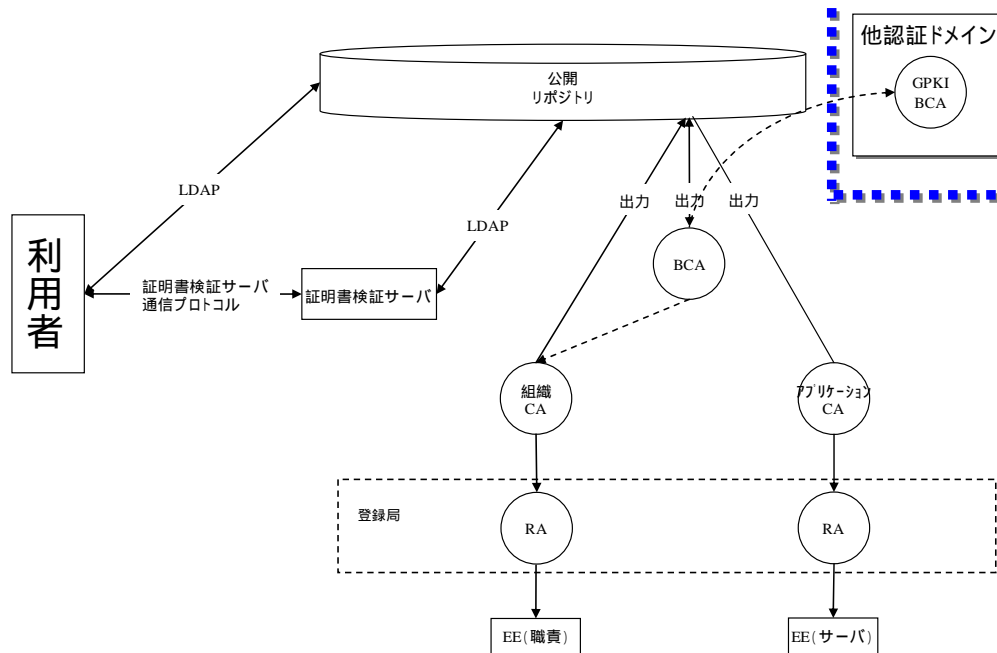 他認証ドメイン
GPKI
BCA
公開
リポジトリ
LDAP
LDAP
出力
出力
出力
BCA
利用者
証明書検証サーバ
通信プロトコル
証明書検証サーバ
組織
CA
アプリケーション
CA
登録局
RA
RA
EE(職責)
EE(サーバ)